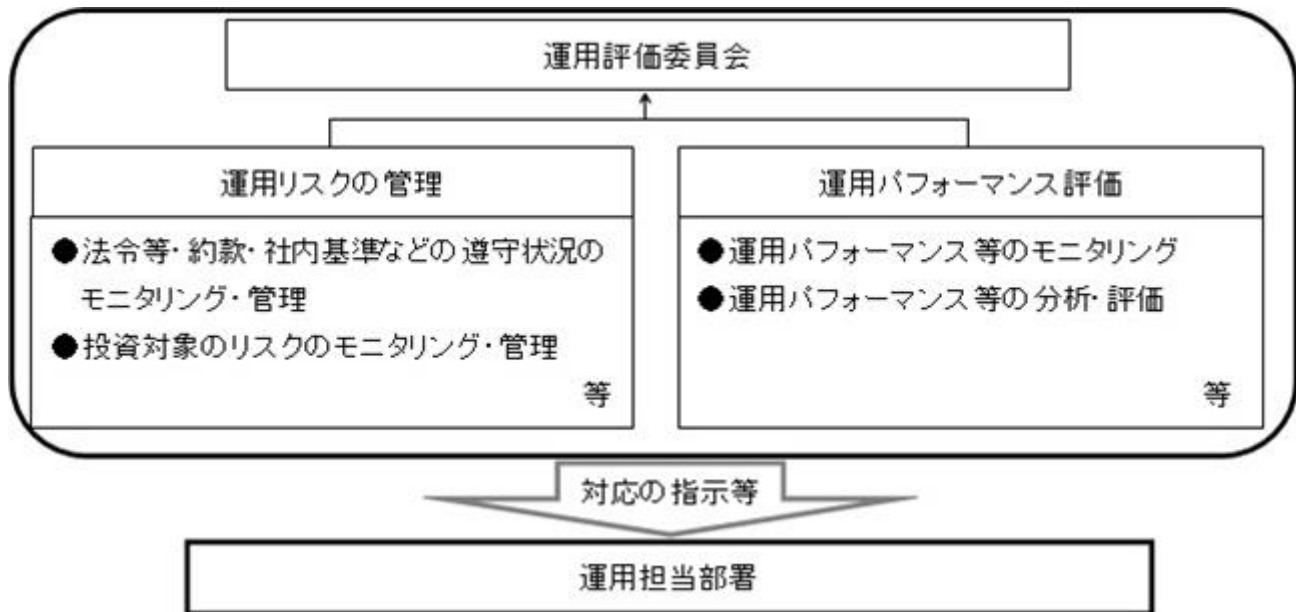 運用評価委員会
運用リスクの管理
●法令等・約款・社内基準などの遵守状況の
モニタリング・管理
●投資対象のリスクのモニタリング・管理
等
運用パフォーマンス評価
●運用パフォーマンス等のモニタリング
●運用パフォーマンス等の分析・評価
等
対応の指示等
運用担当部署